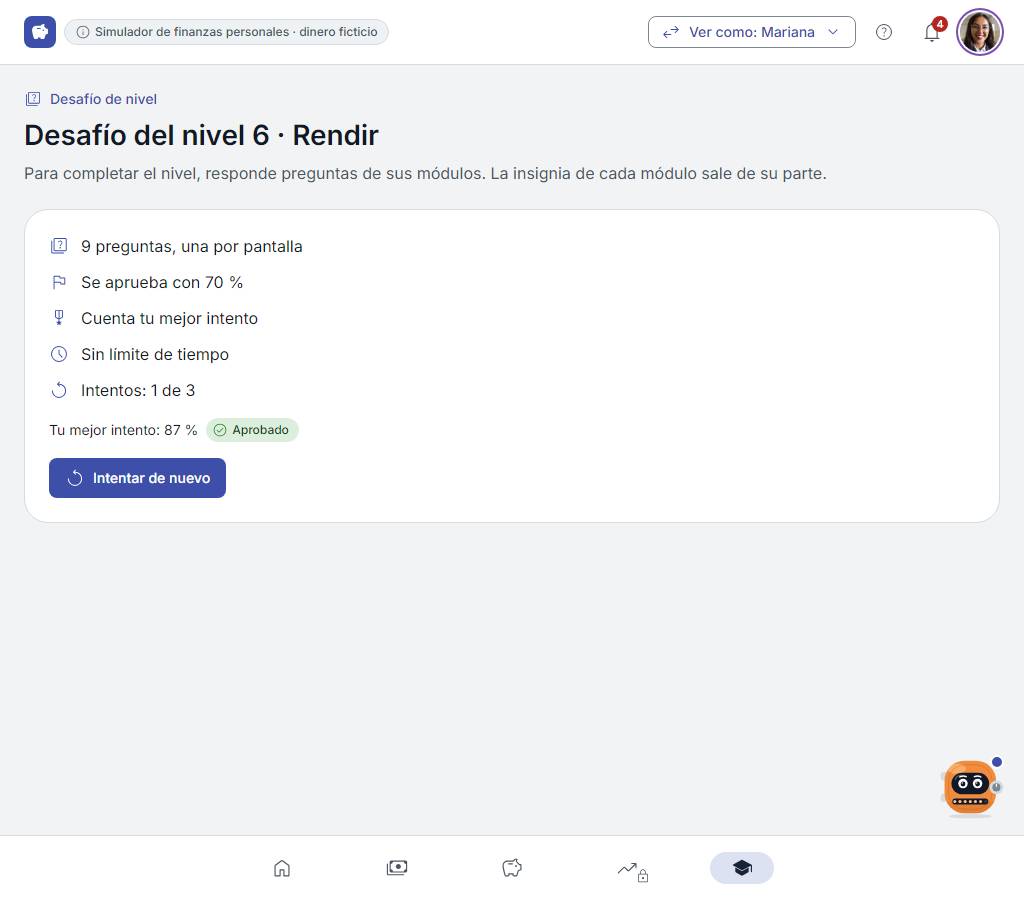 Simulador de finanzas personales · dinero ficticio
Ver como: Mariana
4
Desafío de nivel
Desafío del nivel 6 · Rendir
Para completar el nivel, responde preguntas de sus módulos. La insignia de cada módulo sale de su parte.
9 preguntas, una por pantalla
Se aprueba con 70 %
Cuenta tu mejor intento
Sin límite de tiempo
Intentos: 1 de 3
Tu mejor intento: 87 % Aprobado
Intentar de nuevo